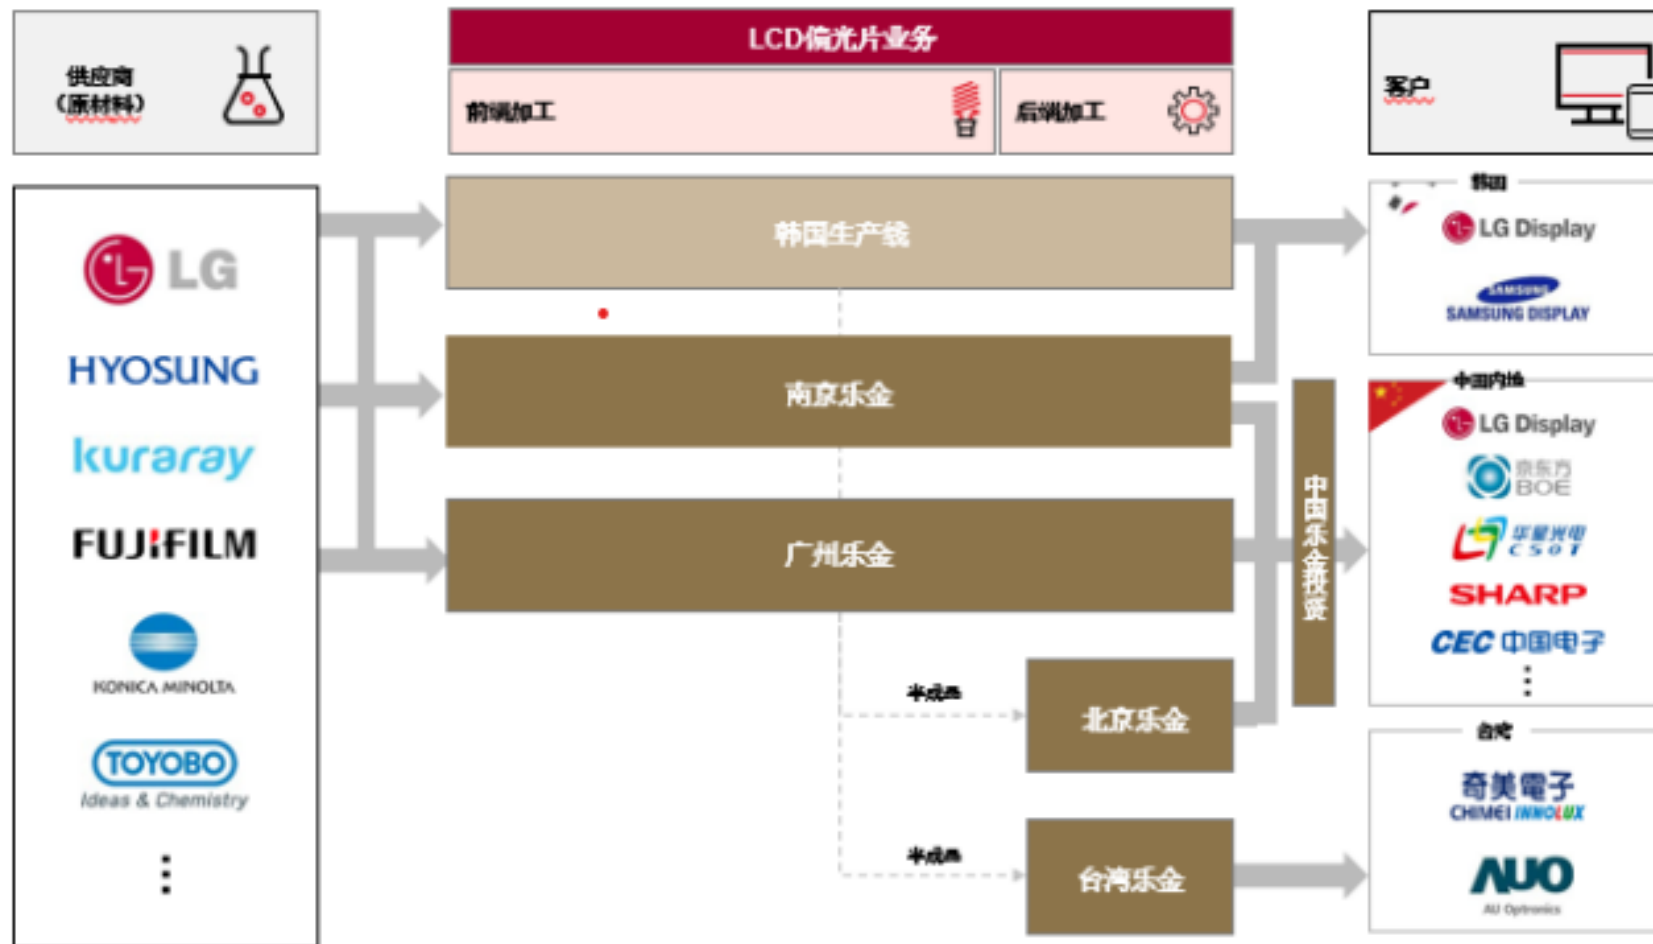 供应商
（原材料）
LCD偏光片业务
前端加工
后端加工
客户
LG
HYOSUNG
kuraray
FUJIFILM
KONICA MINOLTA
TOYOBO
Ideas & Chemistry
韩国生产线
南京乐金
广州乐金
半成品
北京乐金
半成品
台湾乐金
中国乐金投资
韩国
LG Display
SAMSUNG
SAMSUNG DISPLAY
中国内地
LG Display
京东方
BOE
华星光电
CSOT
SHARP
CEC 中国电子
台湾
奇美電子
CHIMEI INNOLUX
AUO
AU Optronics